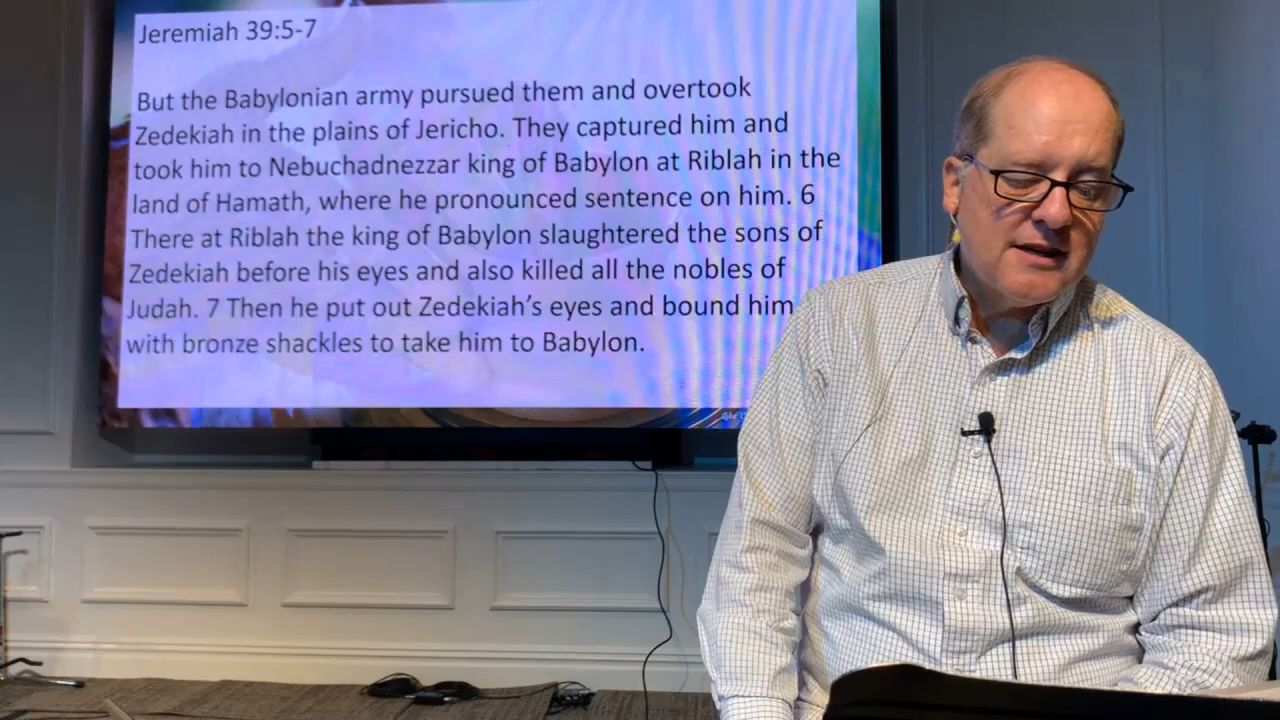 Jeremiah 39:5-7
But the Babylonian army pursued them and overtook
Zedekiah in the plains of Jericho. They captured him and
took him to Nebuchadnezzar king of Babylon at Riblah in the
land of Hamath, where he pronounced sentence on him. 6
There at Riblah the king of Babylon slaughtered the sons of
Zedekiah before his eyes and also killed all the nobles of
Judah. 7 Then he put out Zedekiah's eyes and bound him
with bronze shackles to take him to Babylon.